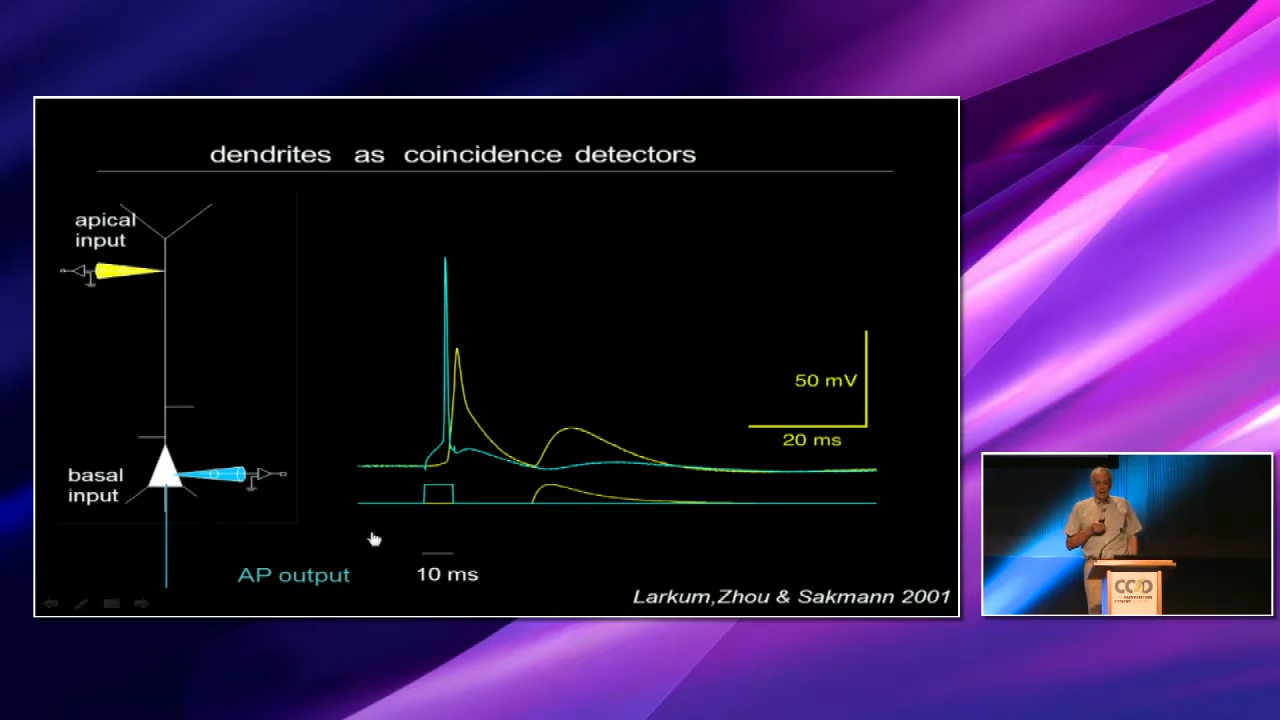 dendrites as coincidence detectors
apical
input
50 mV
20 ms
basal
input
AP output
10 ms
Larkum,Zhou & Sakmann 2001
CCD